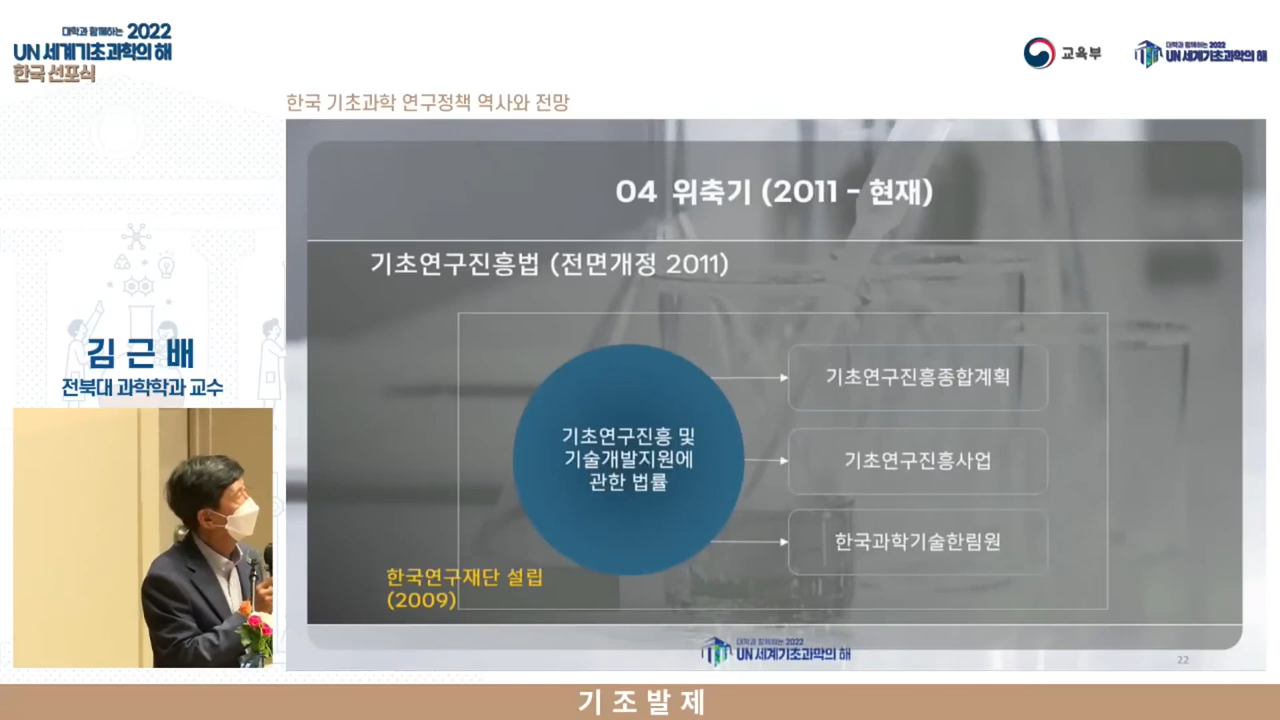 대학과 함께하는 2022
UN 세계기초과학의 해
한국 선포식
교육부
대학과 함께하는 2022
UN 세계기초과학의 해
한국 기초과학 연구정책 역사와 전망
04 위축기 (2011 - 현재)
기초연구진흥법 (전면개정 2011)
기초연구진흥 및
기술개발지원에
관한 법률
기초연구진흥종합계획
기초연구진흥사업
한국과학기술한림원
한국연구재단 설립
(2009)
대학과 함께하는 2022
UN 세계기초과학의 해
22
김근배
전북대 과학학과 교수
기조발제